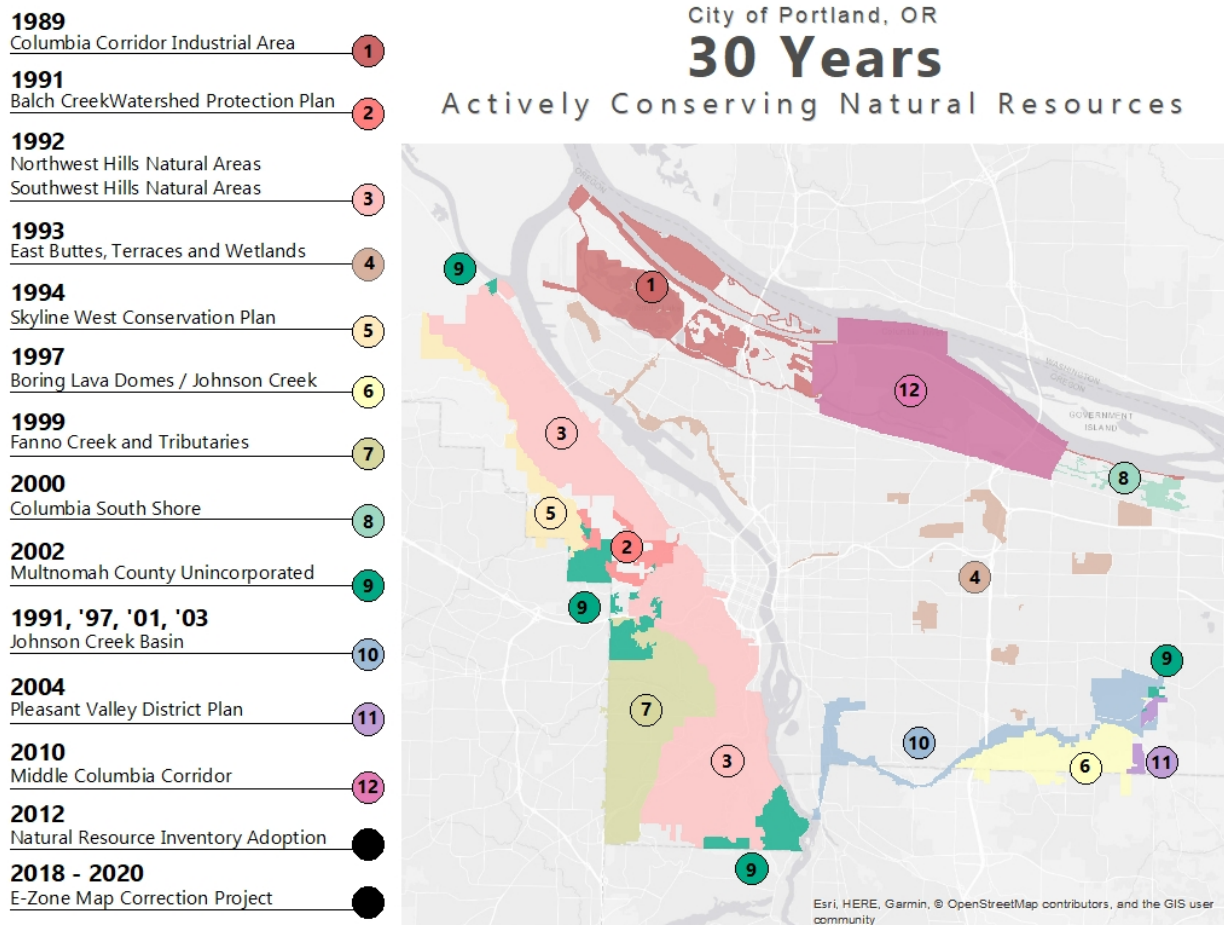 City of Portland, OR
30 Years
Actively Conserving Natural Resources
1989
Columbia Corridor Industrial Area
1
1991
Balch CreekWatershed Protection Plan
2
1992
Northwest Hills Natural Areas
Southwest Hills Natural Areas
3
1993
East Buttes, Terraces and Wetlands
4
1994
Skyline West Conservation Plan
5
1997
Boring Lava Domes / Johnson Creek
6
1999
Fanno Creek and Tributaries
7
2000
Columbia South Shore
8
2002
Multnomah County Unincorporated
9
1991, '97, '01, '03
Johnson Creek Basin
10
2004
Pleasant Valley District Plan
11
2010
Middle Columbia Corridor
12
2012
Natural Resource Inventory Adoption
2018 - 2020
E-Zone Map Correction Project
OREGON
9
1
12
WASHINGTON
OREGON
GOVERNMENT
ISLAND
3
8
5
2
4
9
9
7
10
3
6
11
9
Esri, HERE, Garmin, © OpenStreetMap contributors, and the GIS user
community